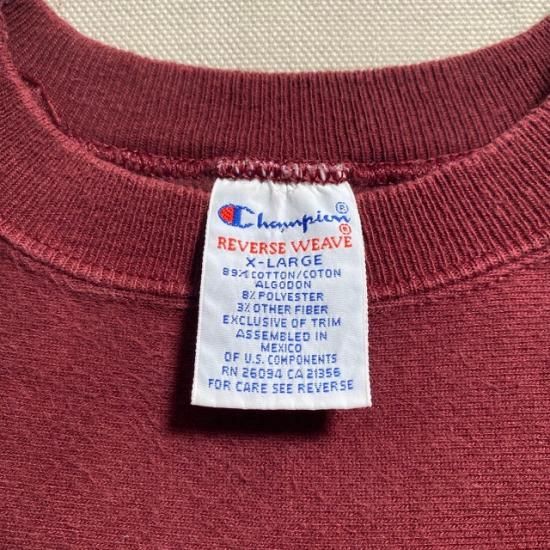 Champion®
REVERSE WEAVE®
X-LARGE
89% COTTON/COTON
ALGODON
8% POLYESTER
3% OTHER FIBER
EXCLUSIVE OF TRIM
ASSEMBLED IN
MEXICO
OF U.S. COMPONENTS
RN 26094 CA 21356
FOR CARE SEE REVERSE